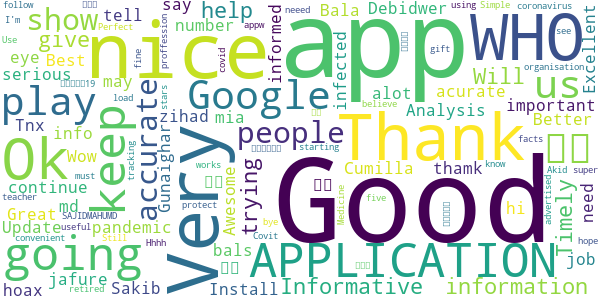 follow
I'm
show
tell
appw
proffession
say
help
number
Bala
Debidwer
neeed
using
Simple
coronavirus
Use
Perfect
give
eye
Best
serious
nice
fine
covid
informed
app
infected
alot
gift
WHO
see
organisation
Excellent
may
19
load
stars
Google
Will
us
acurate
believe
Analysis
important
play
keep
accurate
zihad
mia
people
Thank
Better
Tnx
info
Wow
tracking
Gunaighar
very
trying
starting
facts
Ok
continue
md
must
works
Awesome
Cumilla
thamk
know
Akid
super
teacher
Great
Update
pandemic
SAJIDMAHUMD
useful
protect
Good
five
hi
Timely
advertised
need
going
convenient
Still
Hhhh
bals
bye
Medicine
APPLICATION
hope
job
jafure
hoax
retired
Sakib
Install
Covit
Informative
information